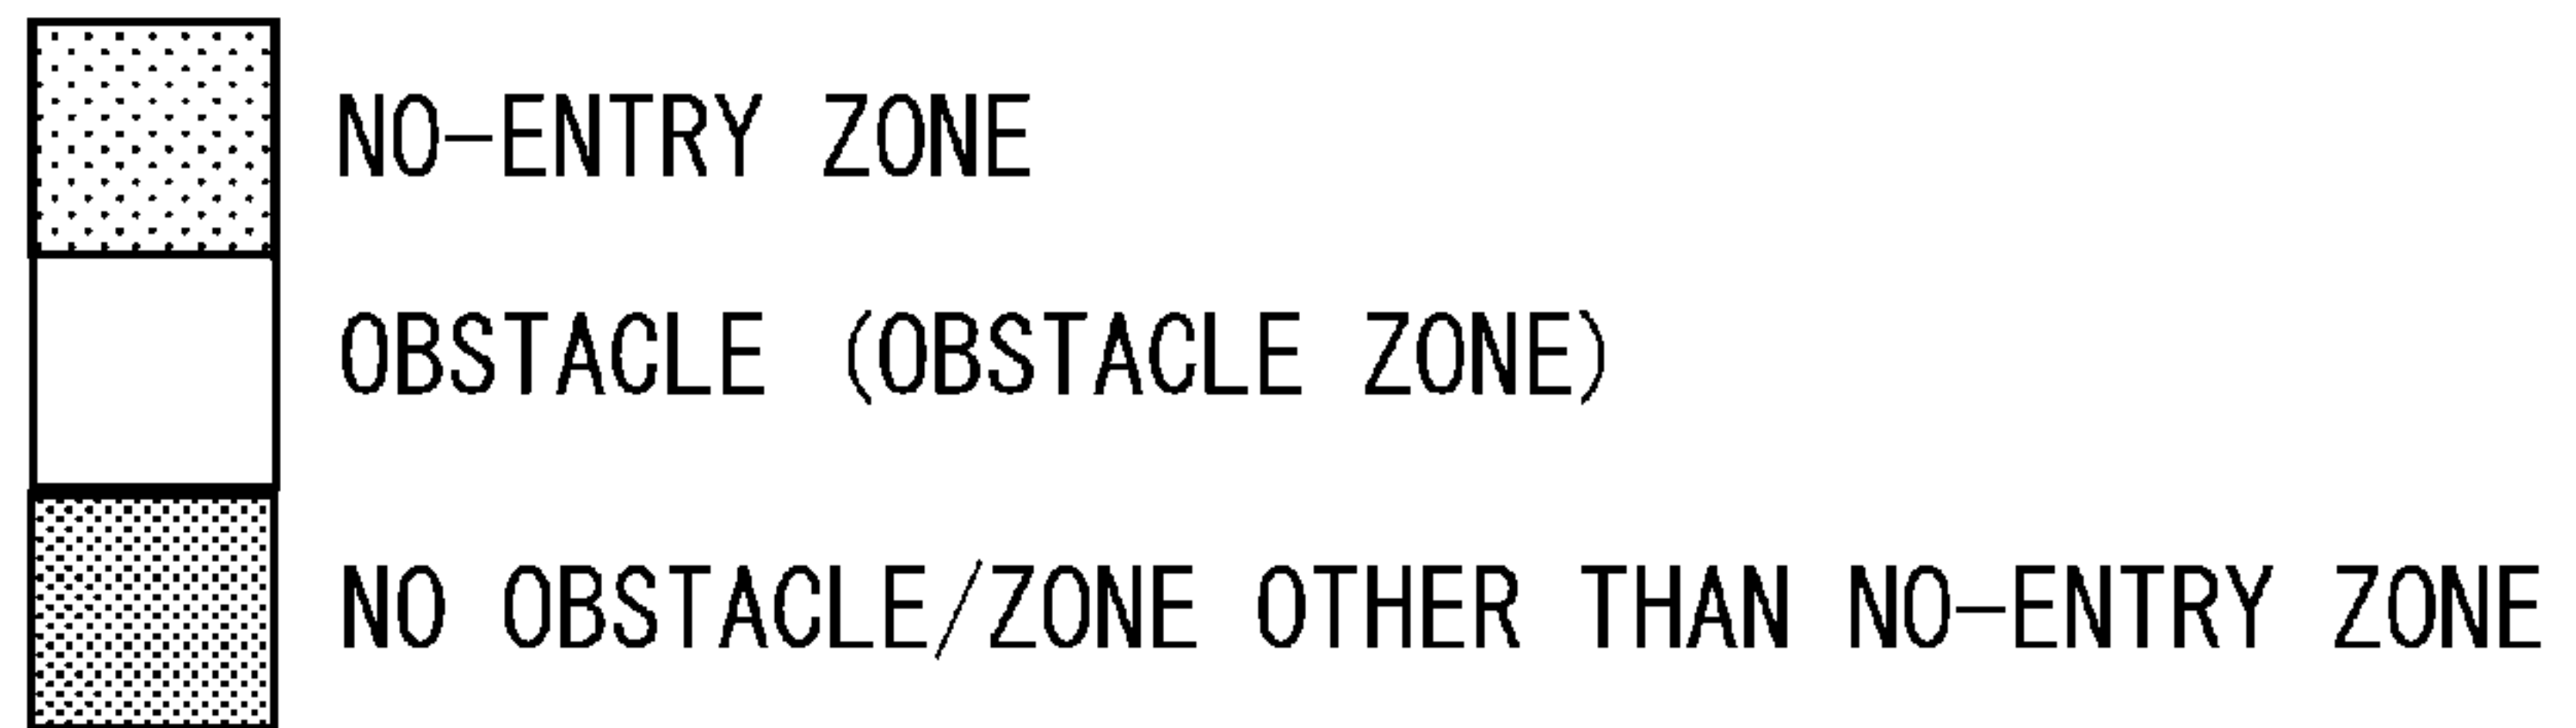 NO-ENTRY ZONE
OBSTACLE (OBSTACLE ZONE)
NO OBSTACLE/ZONE OTHER THAN NO-ENTRY ZONE